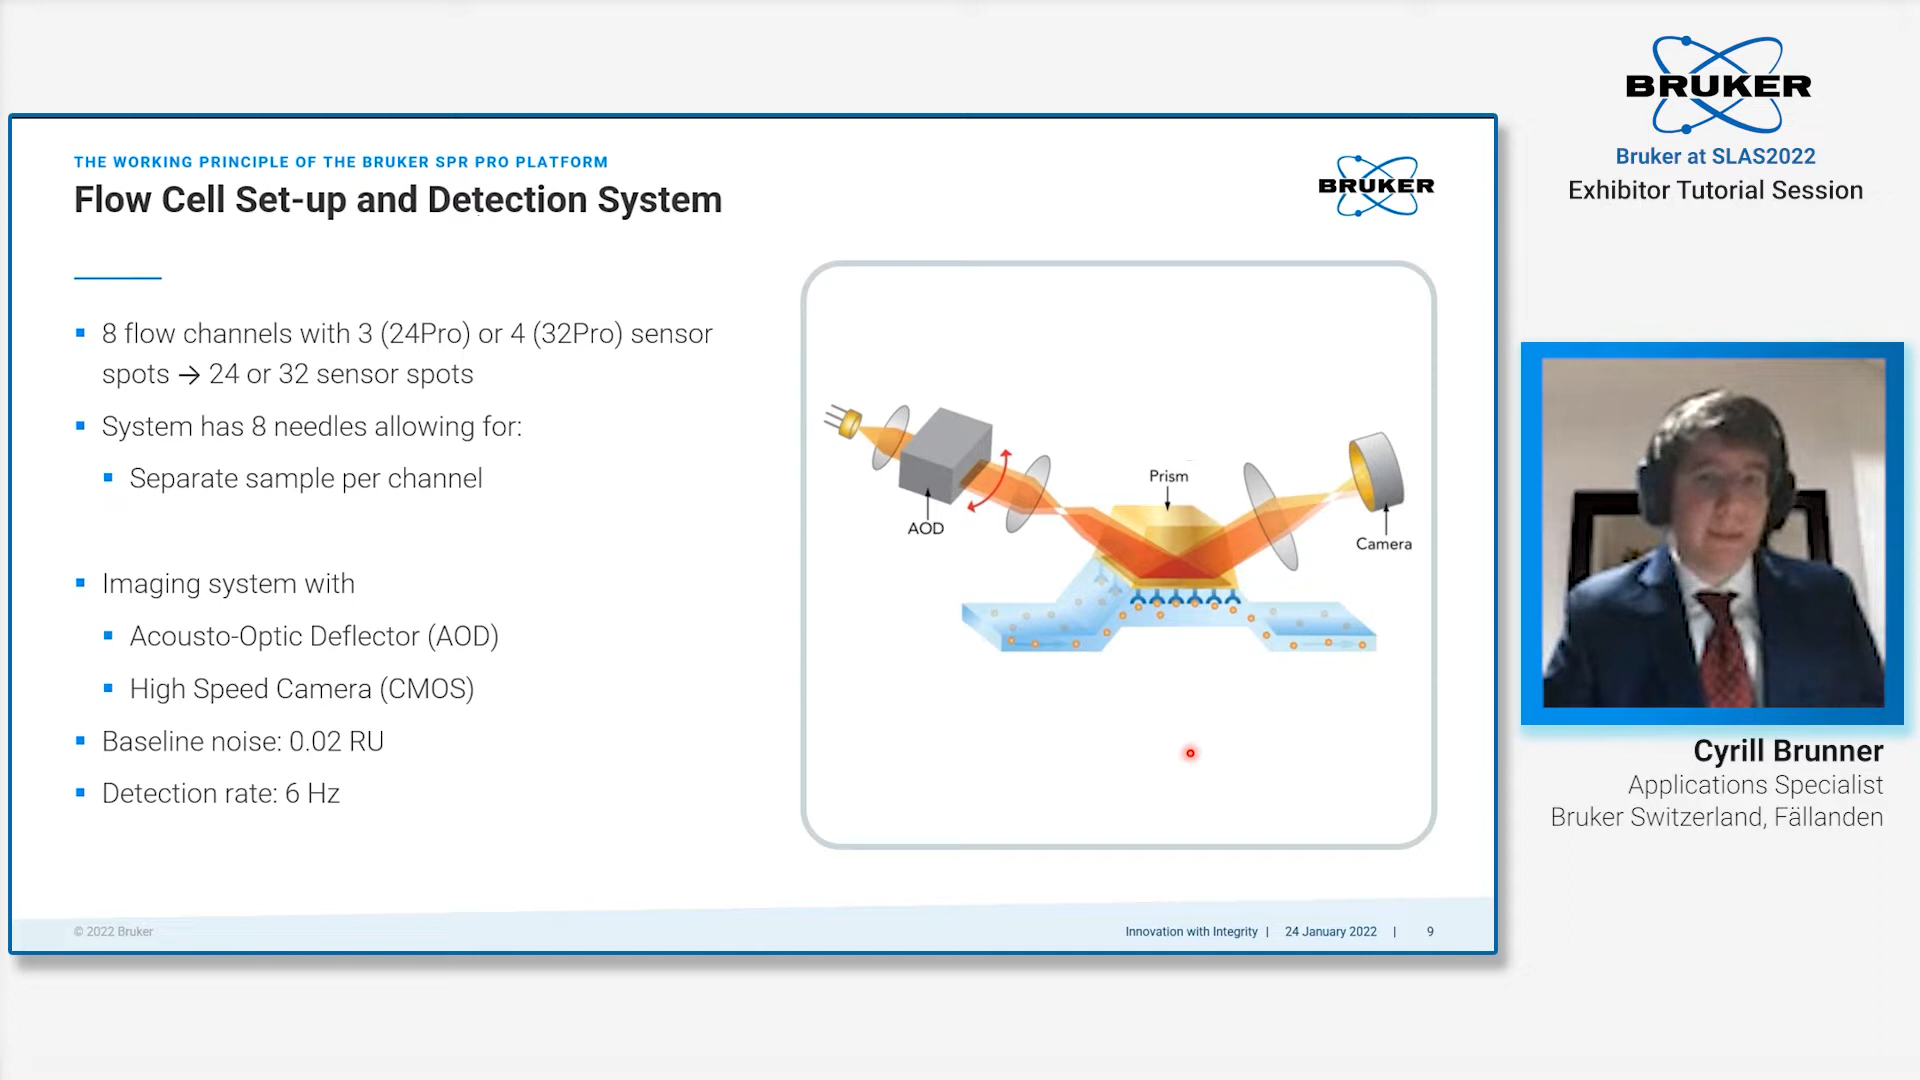 BRUKER
Bruker at SLAS2022
Exhibitor Tutorial Session
THE WORKING PRINCIPLE OF THE BRUKER SPR PRO PLATFORM
Flow Cell Set-up and Detection System
BRUKER
8 flow channels with 3 (24Pro) or 4 (32Pro) sensor
spots → 24 or 32 sensor spots
System has 8 needles allowing for:
Separate sample per channel
Imaging system with
Acousto-Optic Deflector (AOD)
High Speed Camera (CMOS)
Baseline noise: 0.02 RU
Detection rate: 6 Hz
AOD
Prism
Camera
© 2022 Bruker
Innovation with Integrity | 24 January 2022 | 9
Cyrill Brunner
Applications Specialist
Bruker Switzerland, Fällanden